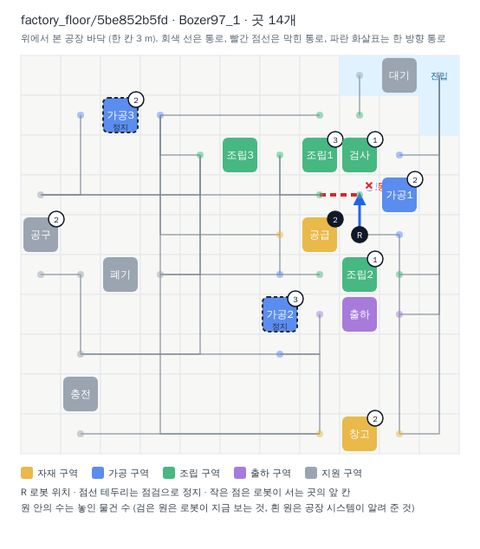 factory_floor/5be852b5fd · Bozer97_1 · 곳 14개
위에서 본 공장 바닥 (한 칸 3 m). 회색 선은 통로, 빨간 점선은 막힌 통로, 파란 화살표는 한 방향 통로
대기
2
가공3
정지
조립3
3
조립1
1
검사
2
가공1
2
공구
2
공급
R
폐기
1
조립2
3
가공2
정지
출하
충전
2
창고
자재 구역
가공 구역
조립 구역
출하 구역
지원 구역
R 로봇 위치 · 점선 테두리는 점검으로 정지 · 작은 점은 로봇이 서는 곳의 앞 칸
원 안의 수는 놓인 물건 수 (검은 원은 로봇이 지금 보는 것, 흰 원은 공장 시스템이 알려 준 것)